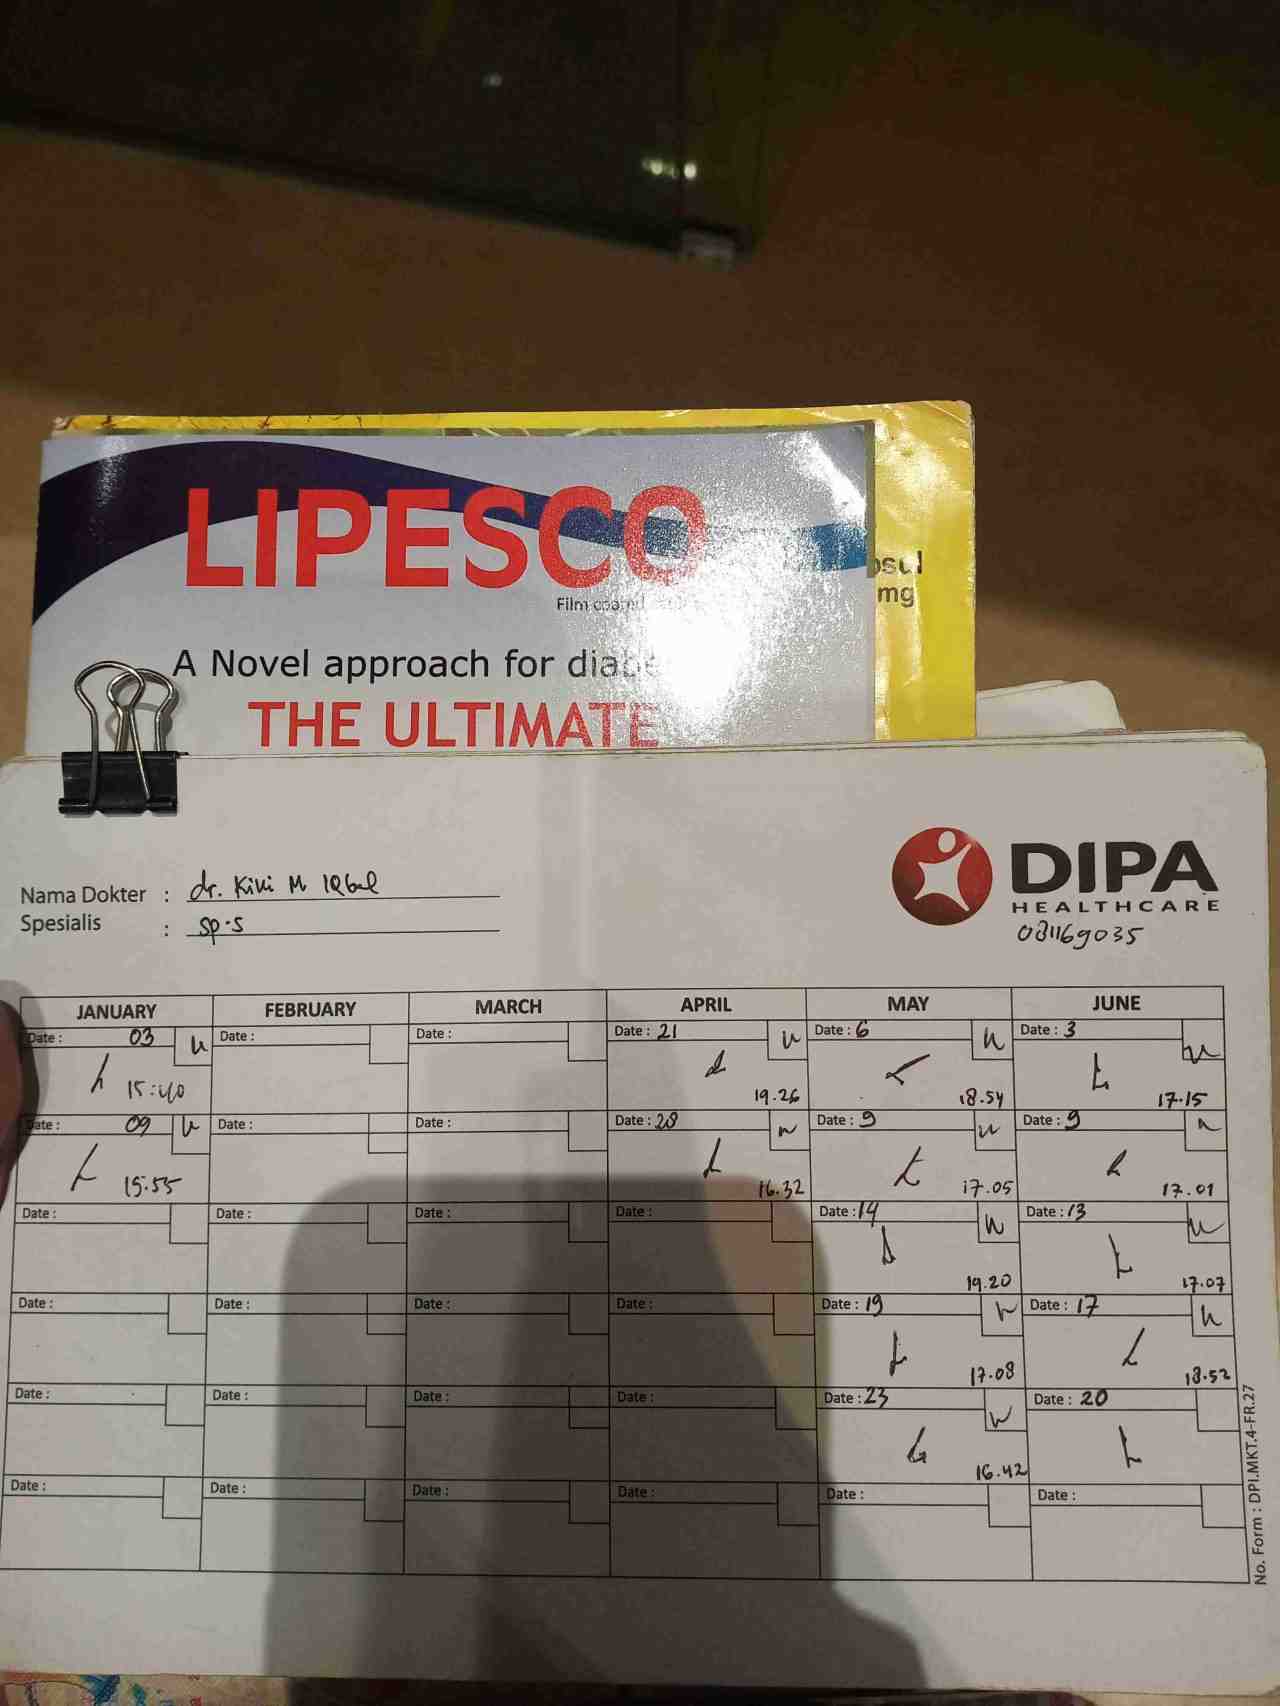 LIPESCO
Film coated
A Novel approach for diabe
THE ULTIMATE
mg
DIPA
HEALTHCARE
081169035
Nama Dokter : dr. Kiki M Iqbal
Spesialis : sp.s
JANUARY FEBRUARY MARCH APRIL MAY JUNE
Date : 03 Date : Date : Date : 21 Date : 6 Date : 3
15:40 19.26 18.54 17.15
Date : 09 Date : Date : Date : 28 Date : 9 Date : 9
15.55 16.32 17.05 17.01
Date : Date : Date : Date : Date : 14 Date : 13
19.20 17.07
Date : Date : Date : Date : Date : 19 Date : 17
17.08 18.52
Date : Date : Date : Date : Date : 23 Date : 20
16.42
Date : Date : Date : Date : Date : Date :
No. Form : DPI.MKT.4-FR.27